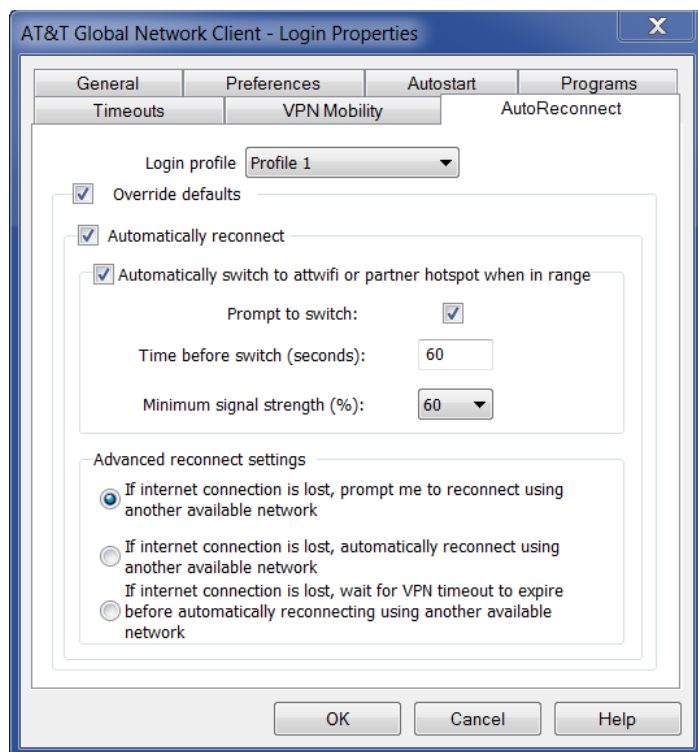 AT&T Global Network Client - Login Properties
X
General Preferences Autostart Programs
Timeouts VPN Mobility AutoReconnect
Login profile Profile 1
Override defaults
Automatically reconnect
Automatically switch to attwifi or partner hotspot when in range
Prompt to switch:
Time before switch (seconds): 60
Minimum signal strength (%): 60
Advanced reconnect settings
If internet connection is lost, prompt me to reconnect using
another available network
If internet connection is lost, automatically reconnect using
another available network
If internet connection is lost, wait for VPN timeout to expire
before automatically reconnecting using another available
network
OK Cancel Help